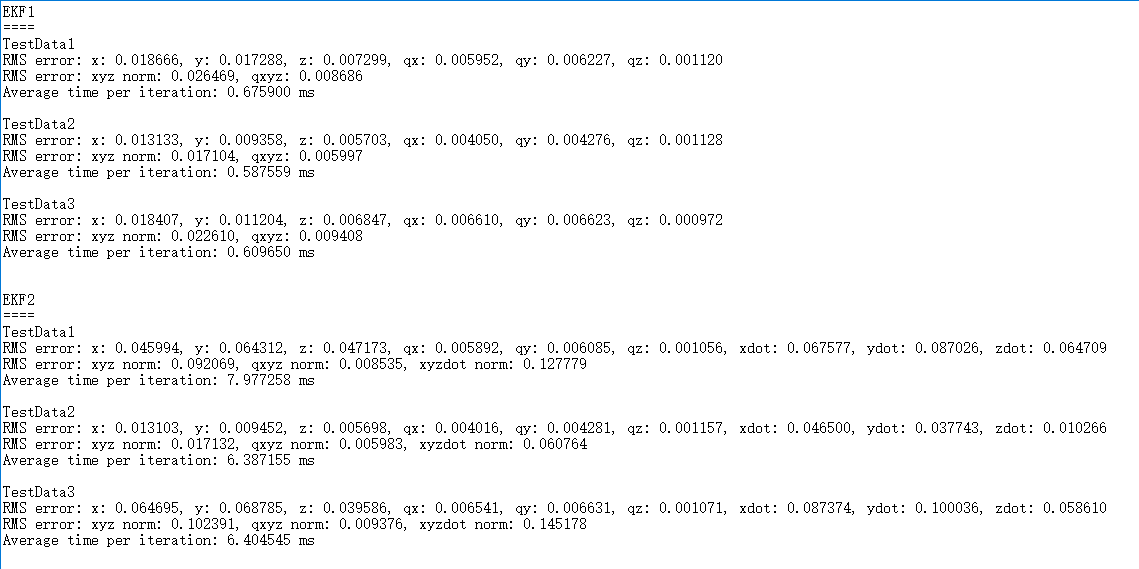 EKF1
====
TestData1
RMS error: x: 0.018666, y: 0.017288, z: 0.007299, qx: 0.005952, qy: 0.006227, qz: 0.001120
RMS error: xyz norm: 0.026469, qxyz: 0.008686
Average time per iteration: 0.675900 ms
TestData2
RMS error: x: 0.013133, y: 0.009358, z: 0.005703, qx: 0.004050, qy: 0.004276, qz: 0.001128
RMS error: xyz norm: 0.017104, qxyz: 0.005997
Average time per iteration: 0.587559 ms
TestData3
RMS error: x: 0.018407, y: 0.011204, z: 0.006847, qx: 0.006610, qy: 0.006623, qz: 0.000972
RMS error: xyz norm: 0.022610, qxyz: 0.009408
Average time per iteration: 0.609650 ms
EKF2
====
TestData1
RMS error: x: 0.045994, y: 0.064312, z: 0.047173, qx: 0.005892, qy: 0.006085, qz: 0.001056, xdot: 0.067577, ydot: 0.087026, zdot: 0.064709
RMS error: xyz norm: 0.092069, qxyz norm: 0.008535, xyzdot norm: 0.127779
Average time per iteration: 7.977258 ms
TestData2
RMS error: x: 0.013103, y: 0.009452, z: 0.005698, qx: 0.004016, qy: 0.004281, qz: 0.001157, xdot: 0.046500, ydot: 0.037743, zdot: 0.010266
RMS error: xyz norm: 0.017132, qxyz norm: 0.005983, xyzdot norm: 0.060764
Average time per iteration: 6.387155 ms
TestData3
RMS error: x: 0.064695, y: 0.068785, z: 0.039586, qx: 0.006541, qy: 0.006631, qz: 0.001071, xdot: 0.087374, ydot: 0.100036, zdot: 0.058610
RMS error: xyz norm: 0.102391, qxyz norm: 0.009376, xyzdot norm: 0.145178
Average time per iteration: 6.404545 ms